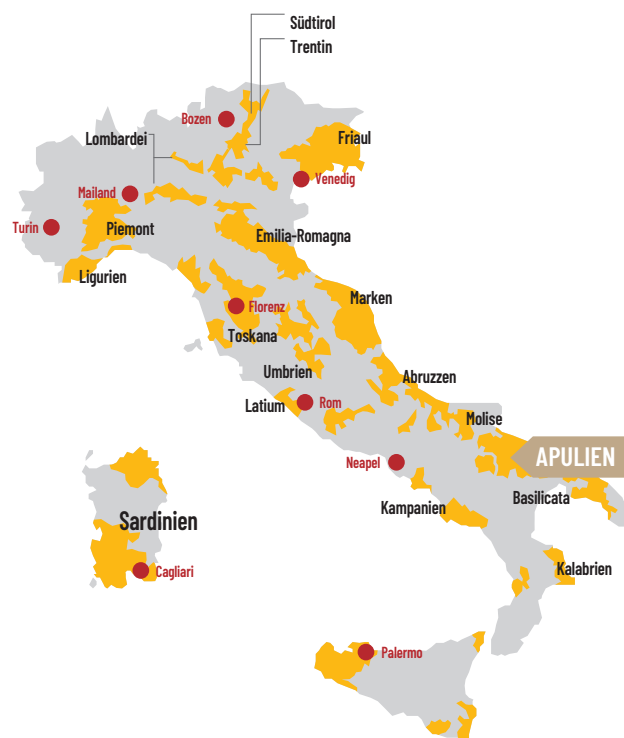 Südtirol
Trentin
Bozen
Lombardei
Friaul
Venedig
Mailand
Turin
Piemont
Emilia-Romagna
Ligurien
Marken
Florenz
Toskana
Umbrien
Abruzzen
Latium
Rom
Molise
APULIEN
Neapel
Basilicata
Kampanien
Sardinien
Kalabrien
Cagliari
Palermo